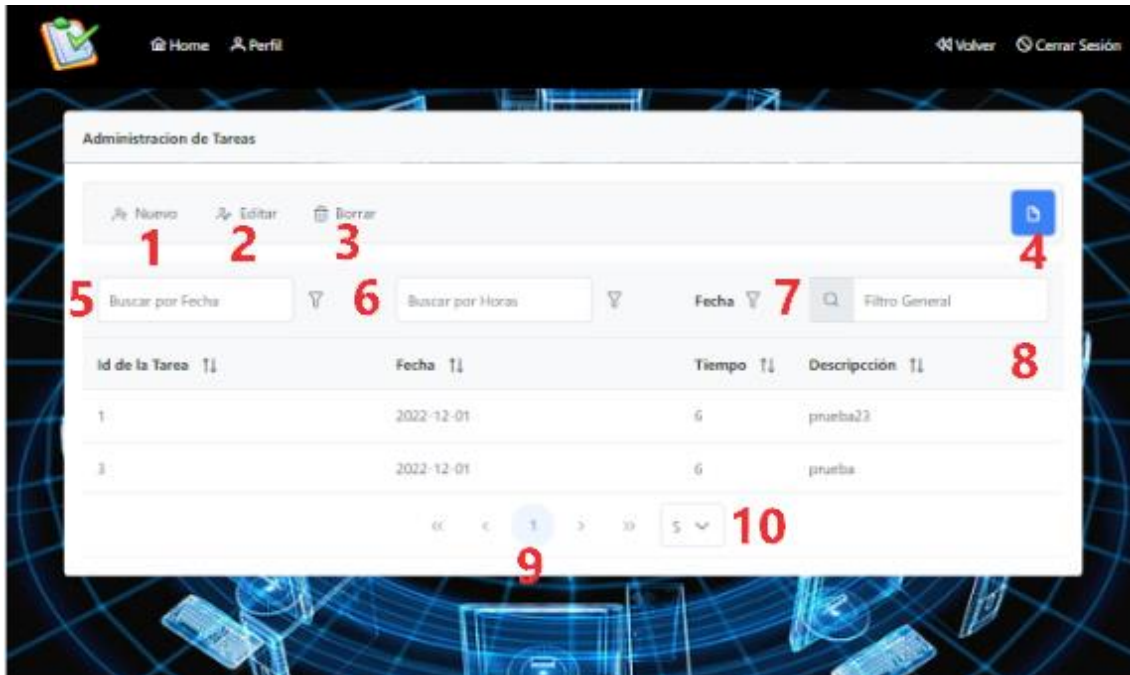 Home Perfil Volver Cerrar Sesión
Administracion de Tareas
Nuevo Editar Borrar
1 2 3 4
5 Buscar por Fecha 6 Buscar por Horas Fecha 7 Filtro General
Id de la Tarea Fecha Tiempo Descripcción 8
1 2022-12-01 6 prueba23
3 2022-12-01 6 prueba
« < 1 > » 5 10
9